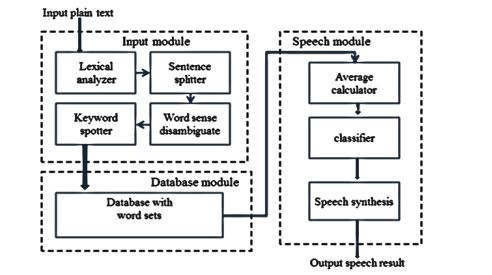 Input plain text
Input module
Lexical
analyzer
Sentence
splitter
Keyword
spotter
Word sense
disambiguate
Database module
Database with
word sets
Speech module
Average
calculator
classifier
Speech synthesis
Output speech result